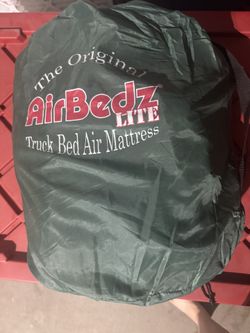 The Original
AirBedz
LITE
Truck Bed Air Mattress